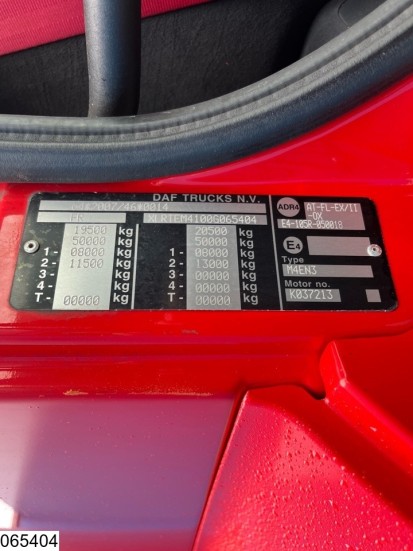 DAF TRUCKS N.V.
XLRTEM4100G065404
19500 kg
50000 kg
1 - 08000 kg
2 - 11500 kg
3 - kg
4 - kg
T - 00000 kg
20500 kg
50000 kg
1 - 08000 kg
2 - 13000 kg
3 - 00000 kg
4 - 00000 kg
T - 00000 kg
ADR4
AT-FL-EX/II
-OX
E4-105R-050018
E4
Type
M4EN3
Motor no.
K037213
065404